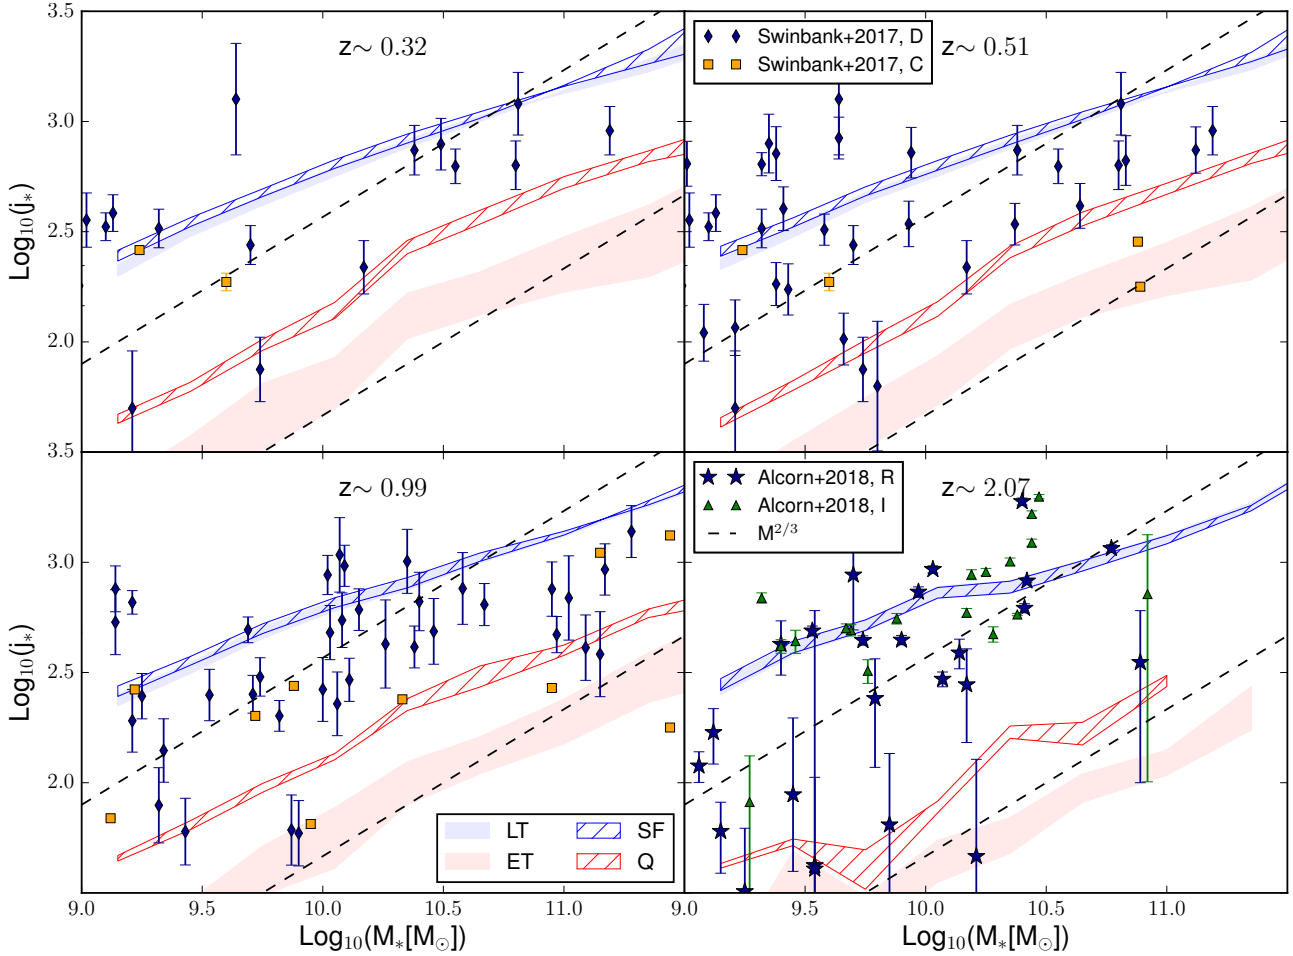 z~ 0.32
Swinbank+2017, D
Swinbank+2017, C
z~ 0.51
3.5
3.0
2.5
2.0
3.5
Log10(j*)
z~ 0.99
Alcorn+2018, R
Alcorn+2018, I
M^2/3
z~ 2.07
3.0
2.5
2.0
Log10(j*)
LT
SF
ET
Q
9.0
9.5
10.0
10.5
11.0
9.0
9.5
10.0
10.5
11.0
Log10(M*[M⊙])
Log10(M*[M⊙])